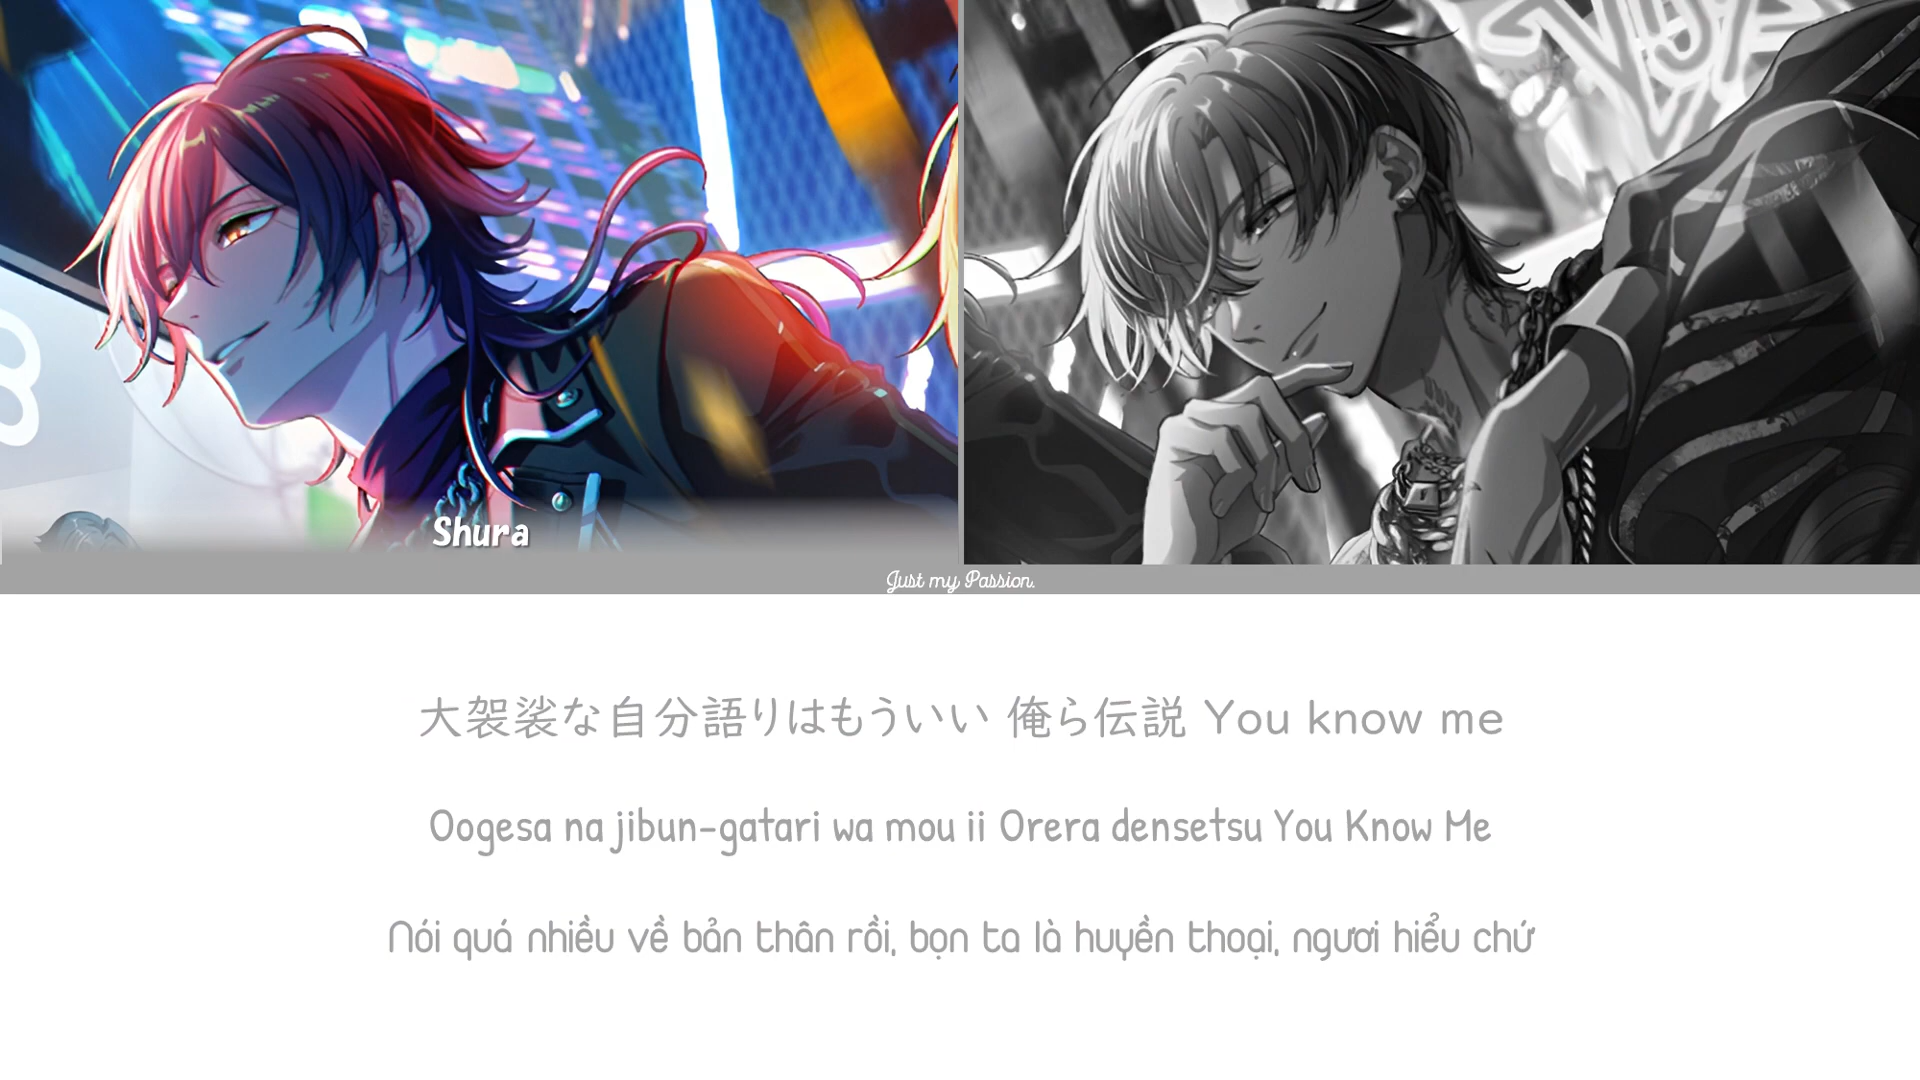 Shura
Just my Passion.
大袈裟な自分語りはもういい 俺ら伝説 You know me
Oogesa na jibun-gatari wa mou ii Orera densetsu You Know Me
Nói quá nhiều về bản thân rồi, bọn ta là huyền thoại, ngươi hiểu chứ